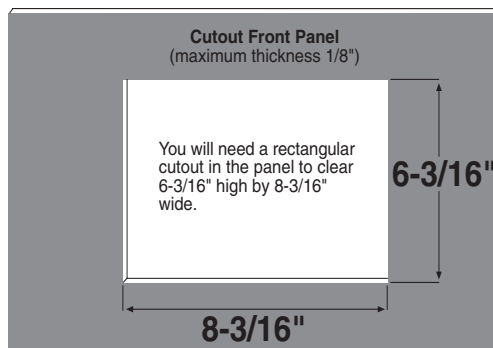 Cutout Front Panel
(maximum thickness 1/8")
You will need a rectangular
cutout in the panel to clear
6-3/16" high by 8-3/16"
wide.
6-3/16"
8-3/16"